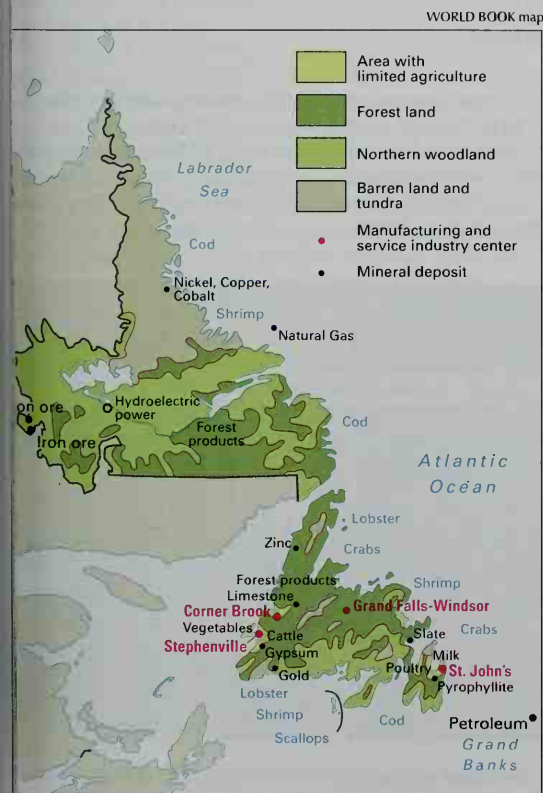 WORLD BOOK map
Area with
limited agriculture
Forest land
Northern woodland
Barren land and
tundra
Manufacturing and
service industry center
Mineral deposit
Labrador
Sea
Cod
Nickel, Copper,
Cobalt
Shrimp
Natural Gas
Hydroelectric
power
on ore
Iron ore
Forest
products
Cod
Atlantic
Ocean
Lobster
Zinc
Crabs
Forest products
Shrimp
Limestone
Corner Brook
Grand Falls-Windsor
Vegetables
Cattle
Slate
Crabs
Stephenville
Gypsum
Milk
Poultry
St. John's
Gold
Pyrophyllite
Lobster
Shrimp
Scallops
Cod
Petroleum
Grand
Banks